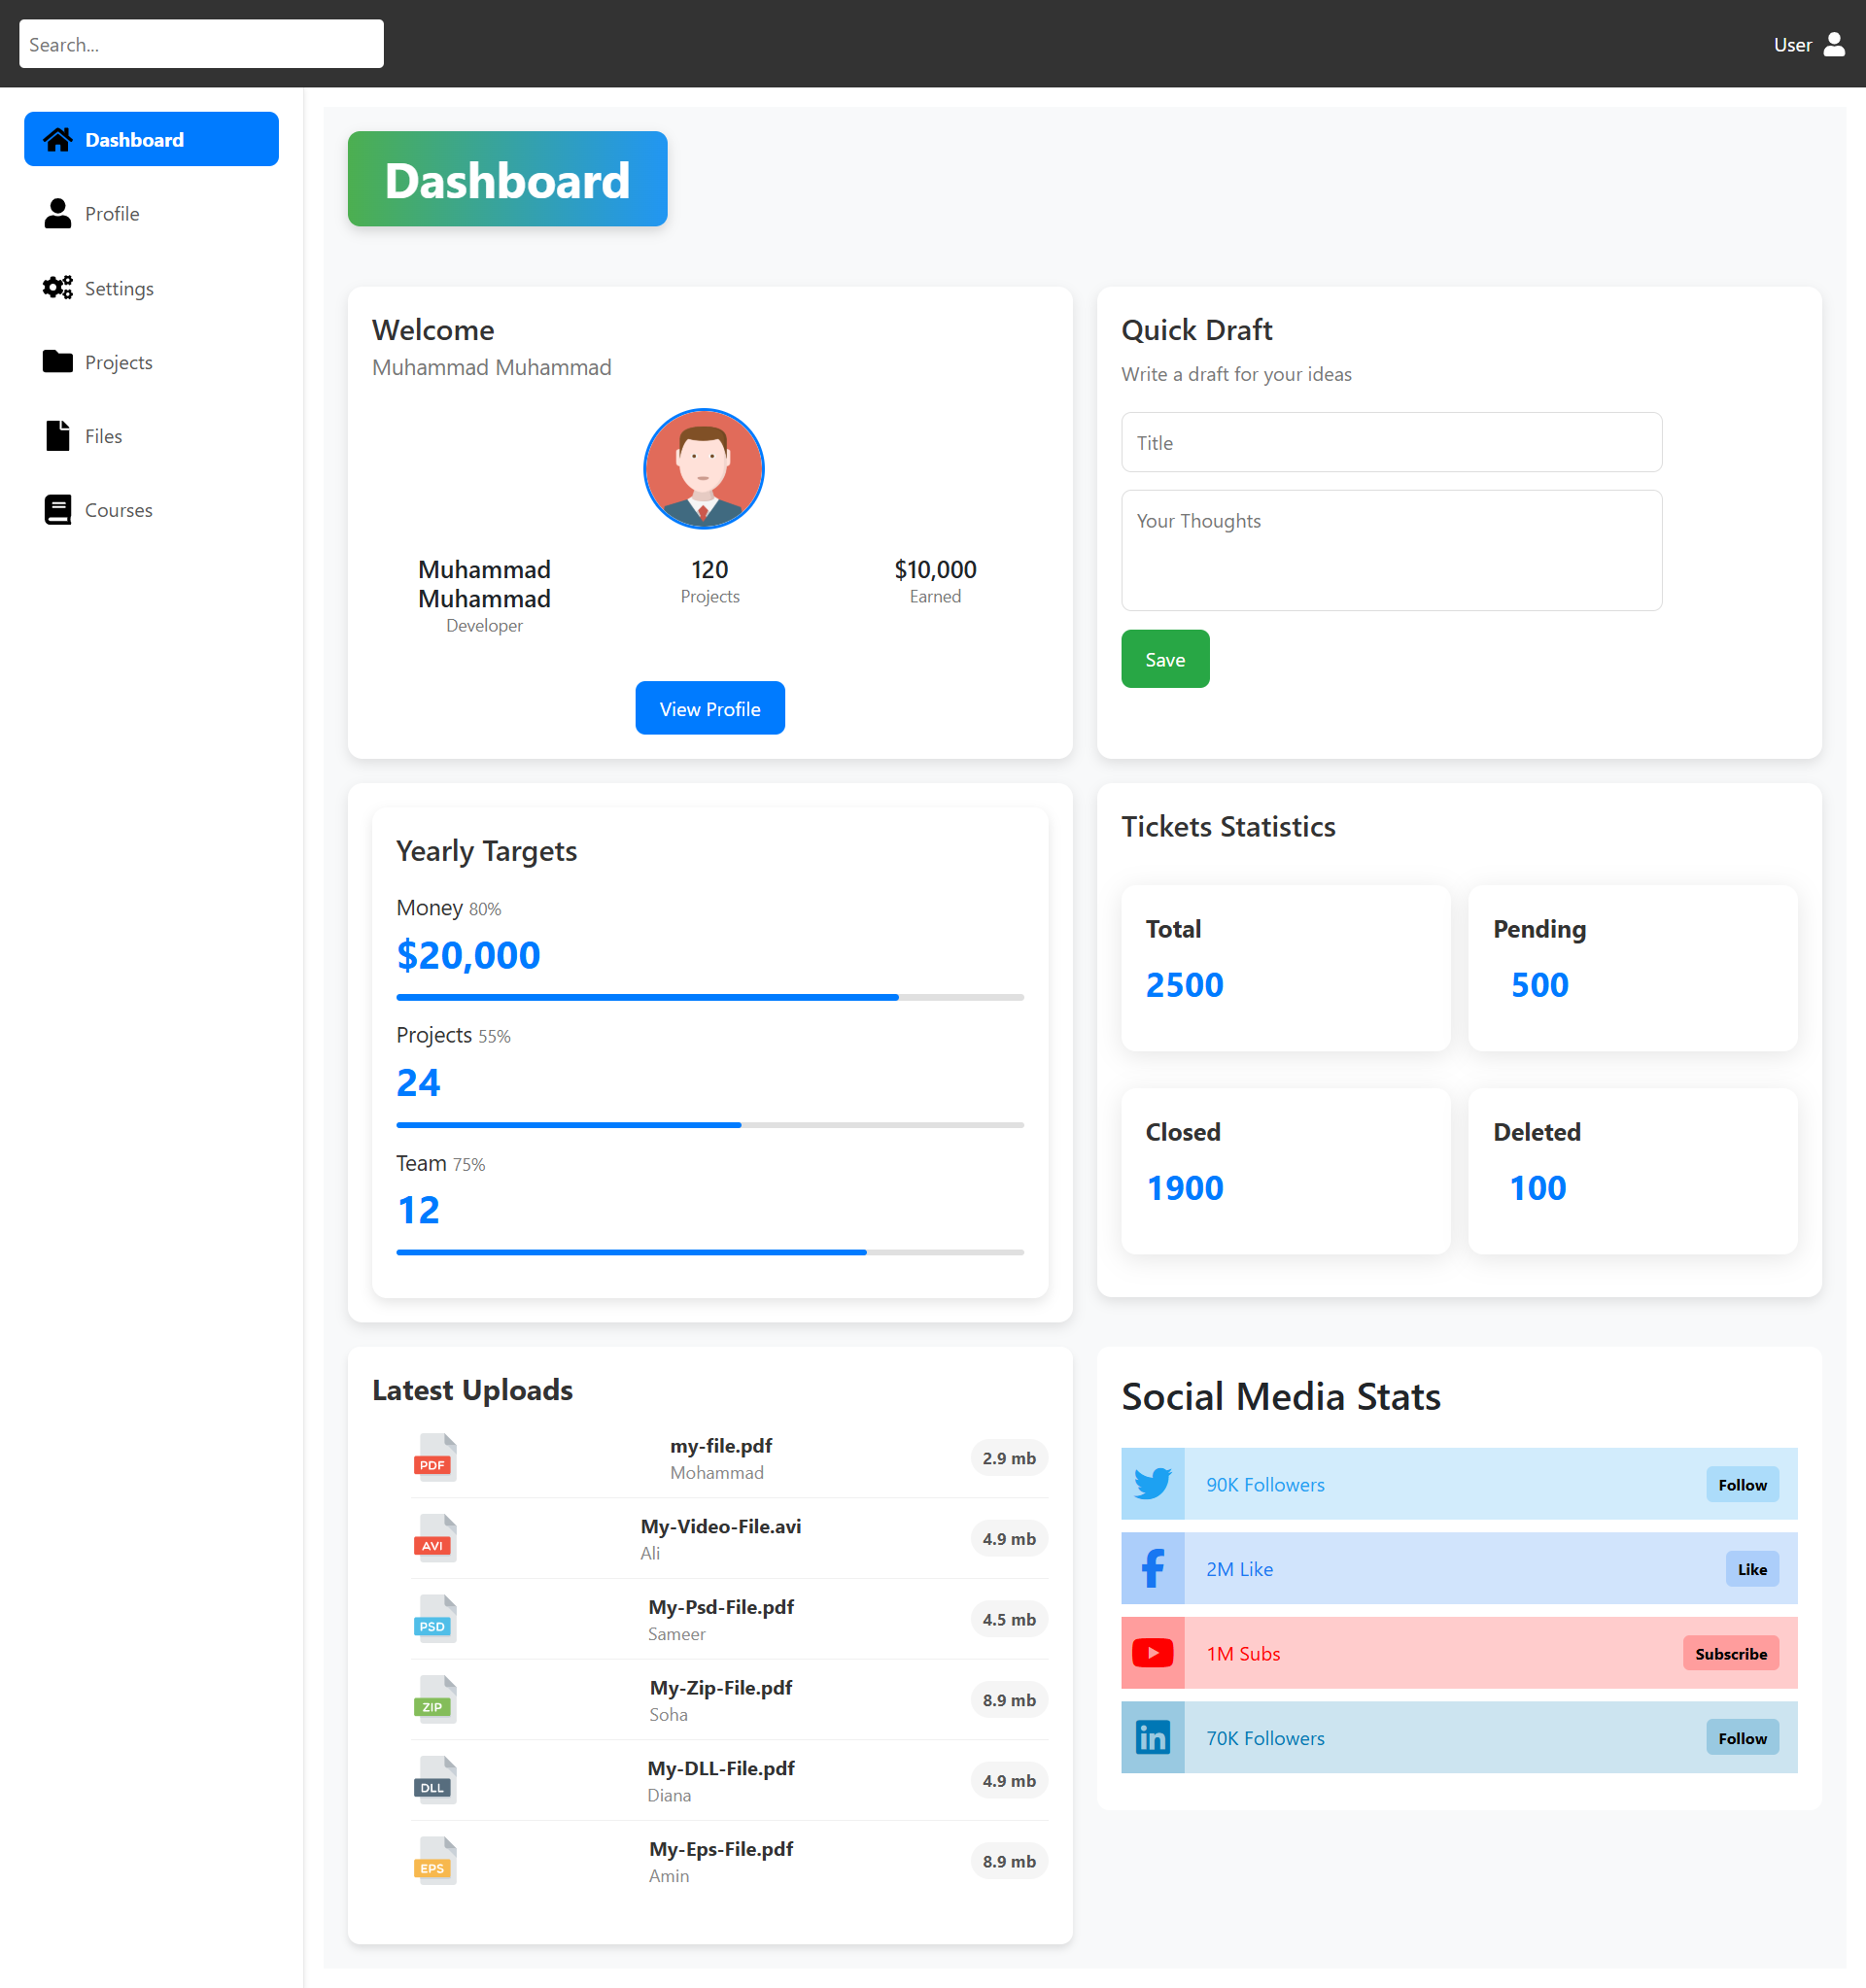 Search...
User
Dashboard
Profile
Settings
Projects
Files
Courses
Dashboard
Welcome
Muhammad Muhammad
Muhammad
Muhammad
Developer
120
Projects
$10,000
Earned
View Profile
Quick Draft
Write a draft for your ideas
Title
Your Thoughts
Save
Yearly Targets
Money 80%
$20,000
Projects 55%
24
Team 75%
12
Tickets Statistics
Total
2500
Pending
500
Closed
1900
Deleted
100
Latest Uploads
PDF
my-file.pdf
Mohammad
2.9 mb
AVI
My-Video-File.avi
Ali
4.9 mb
PSD
My-Psd-File.pdf
Sameer
4.5 mb
ZIP
My-Zip-File.pdf
Soha
8.9 mb
DLL
My-DLL-File.pdf
Diana
4.9 mb
EPS
My-Eps-File.pdf
Amin
8.9 mb
Social Media Stats
90K Followers
Follow
2M Like
Like
1M Subs
Subscribe
in
70K Followers
Follow